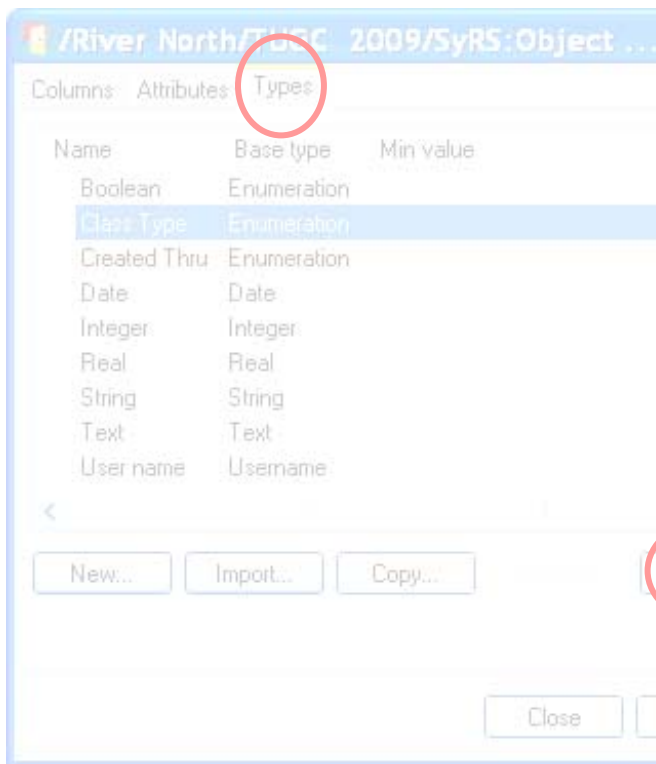 /River North/TUGC 2009/SyRS:Object ...
Columns Attributes Types
Name Base type Min value
Boolean Enumeration
Class Type Enumeration
Created Thru Enumeration
Date Date
Integer Integer
Real Real
String String
Text Text
User name Username
New... Import... Copy...
Close